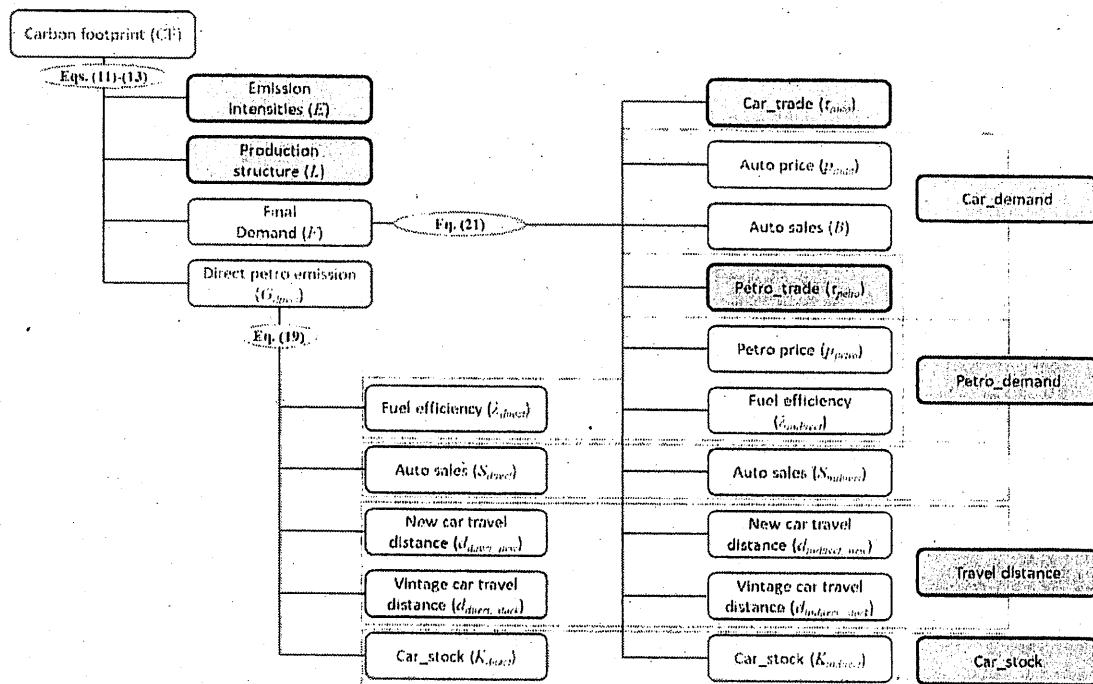 Carbon footprint (CF)
Eqs. (11)-(13)
Emission
intensities (E)
Production
structure (L)
Final
Demand (F)
Eq. (21)
Direct petro emission
Eq. (19)
Fuel efficiency
Auto sales
New car travel
distance
Vintage car travel
distance
Car_stock
Car_trade
Auto price
Auto sales (B)
Petro_trade
Petro price
Fuel efficiency
Auto sales
New car travel
distance
Vintage car travel
distance
Car_stock
Car_demand
Petro_demand
Travel distance
Car_stock